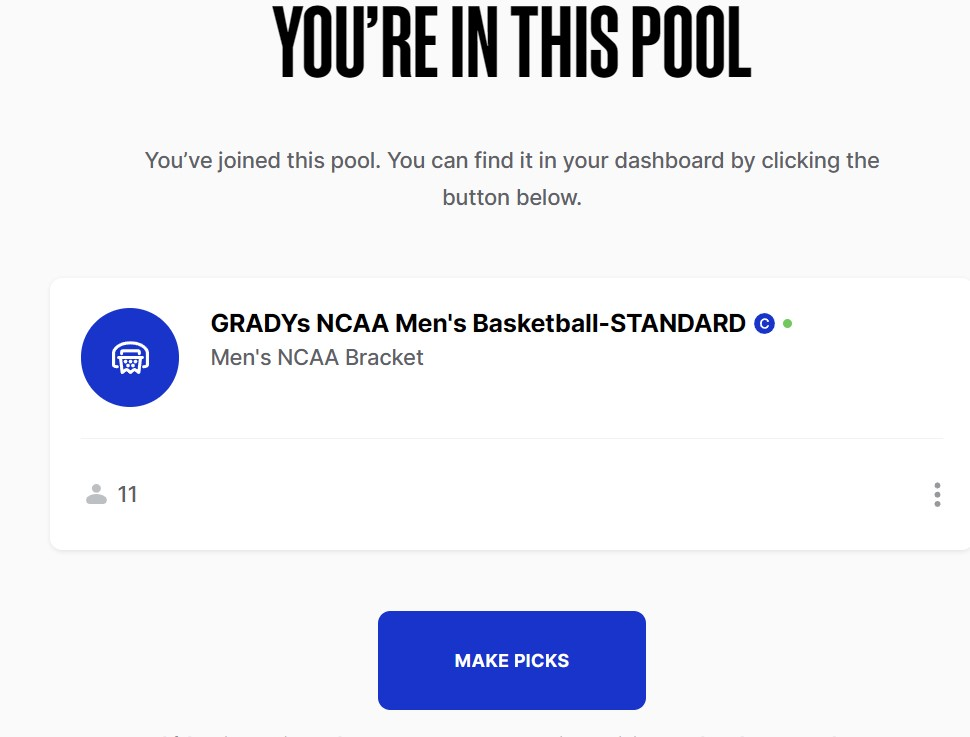 YOU’RE IN THIS POOL
You’ve joined this pool. You can find it in your dashboard by clicking the
button below.
GRADYs NCAA Men's Basketball-STANDARD C
Men's NCAA Bracket
11
MAKE PICKS